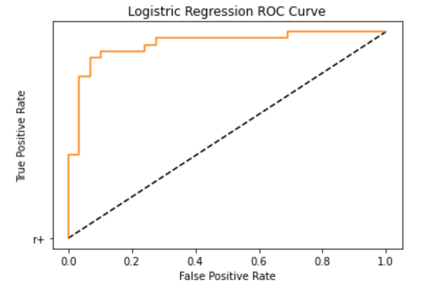 Logistric Regression ROC Curve
True Positive Rate
r+
0.0 0.2 0.4 0.6 0.8 1.0
False Positive Rate